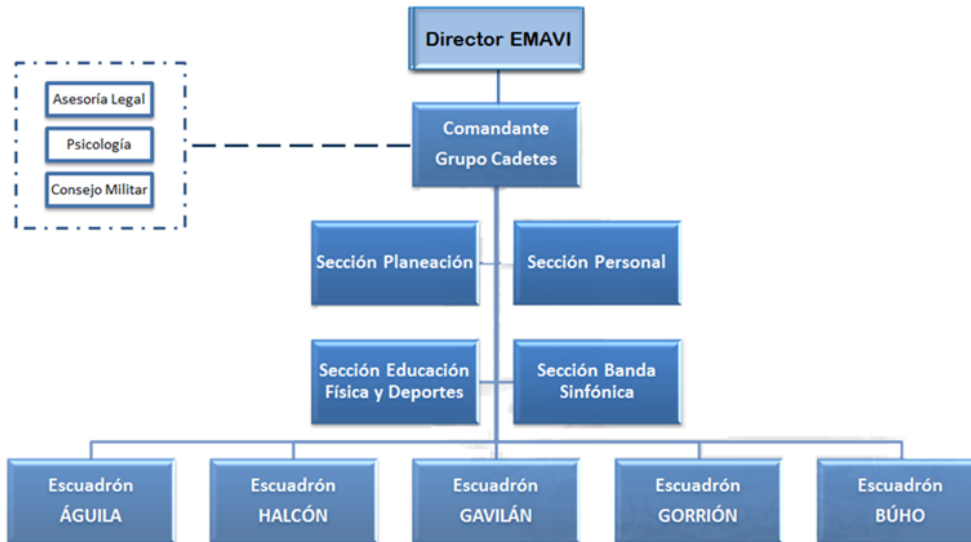 Director EMAVI
Asesoría Legal
Psicología
Consejo Militar
Comandante
Grupo Cadetes
Sección Planeación
Sección Personal
Sección Educación
Física y Deportes
Sección Banda
Sinfónica
Escuadrón
ÁGUILA
Escuadrón
HALCÓN
Escuadrón
GAVILÁN
Escuadrón
GORRIÓN
Escuadrón
BÚHO